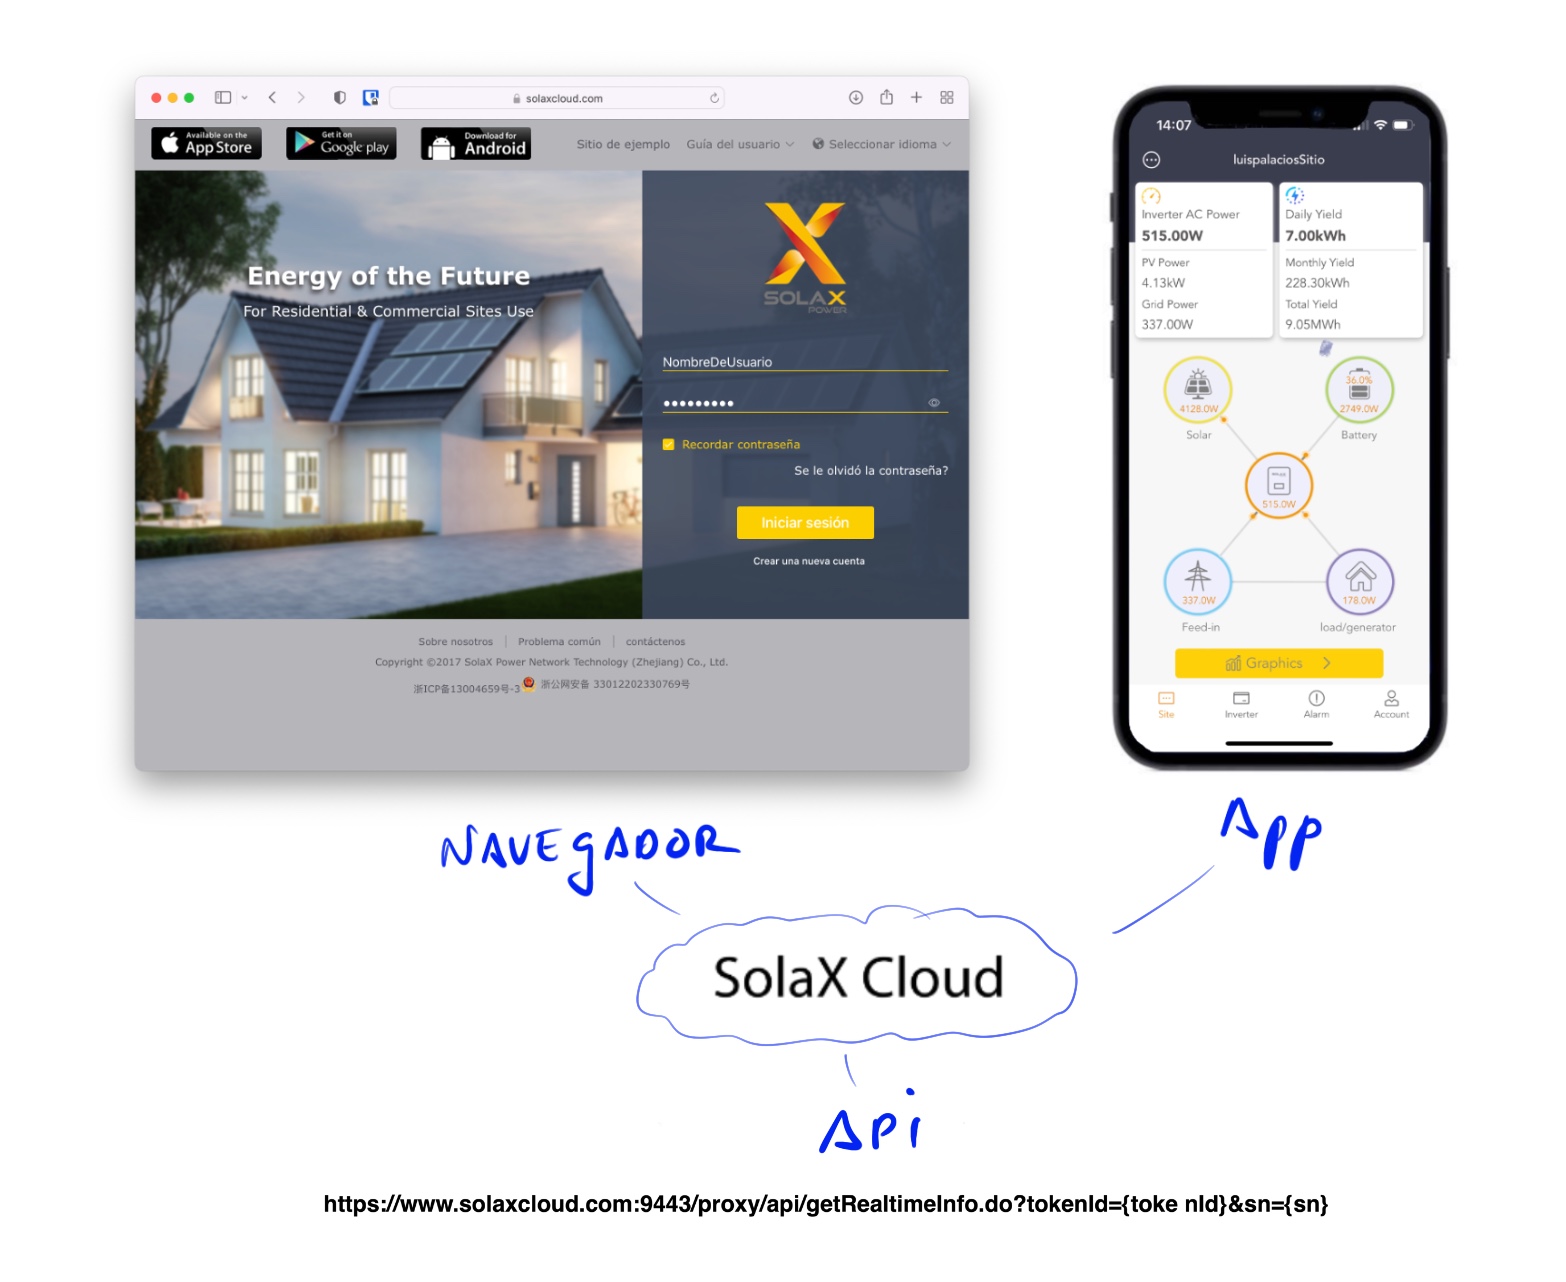 solaxcloud.com
Available on the
App Store
Get it on
Google play
Download for
Android
Sitio de ejemplo
Guía del usuario
Seleccionar idioma
Energy of the Future
For Residential & Commercial Sites Use
SOLAX
POWER
NombreDeUsuario
Recordar contraseña
Se le olvidó la contraseña?
Iniciar sesión
Crear una nueva cuenta
Sobre nosotros | Problema común | contáctenos
Copyright ©2017 SolaX Power Network Technology (Zhejiang) Co., Ltd.
浙ICP备13004659号-3 浙公网安备 33012202330769号
14:07
luispalaciosSitio
Inverter AC Power
515.00W
PV Power
4.13kW
Grid Power
337.00W
Daily Yield
7.00kWh
Monthly Yield
228.30kWh
Total Yield
9.05MWh
4128.0W
Solar
36.0%
2749.0W
Battery
515.0W
337.0W
Feed-in
178.0W
load/generator
Graphics
Site
Inverter
Alarm
Account
NAVEgADOR
App
SolaX Cloud
Api
https://www.solaxcloud.com:9443/proxy/api/getRealtimeInfo.do?tokenId={toke nId}&sn={sn}